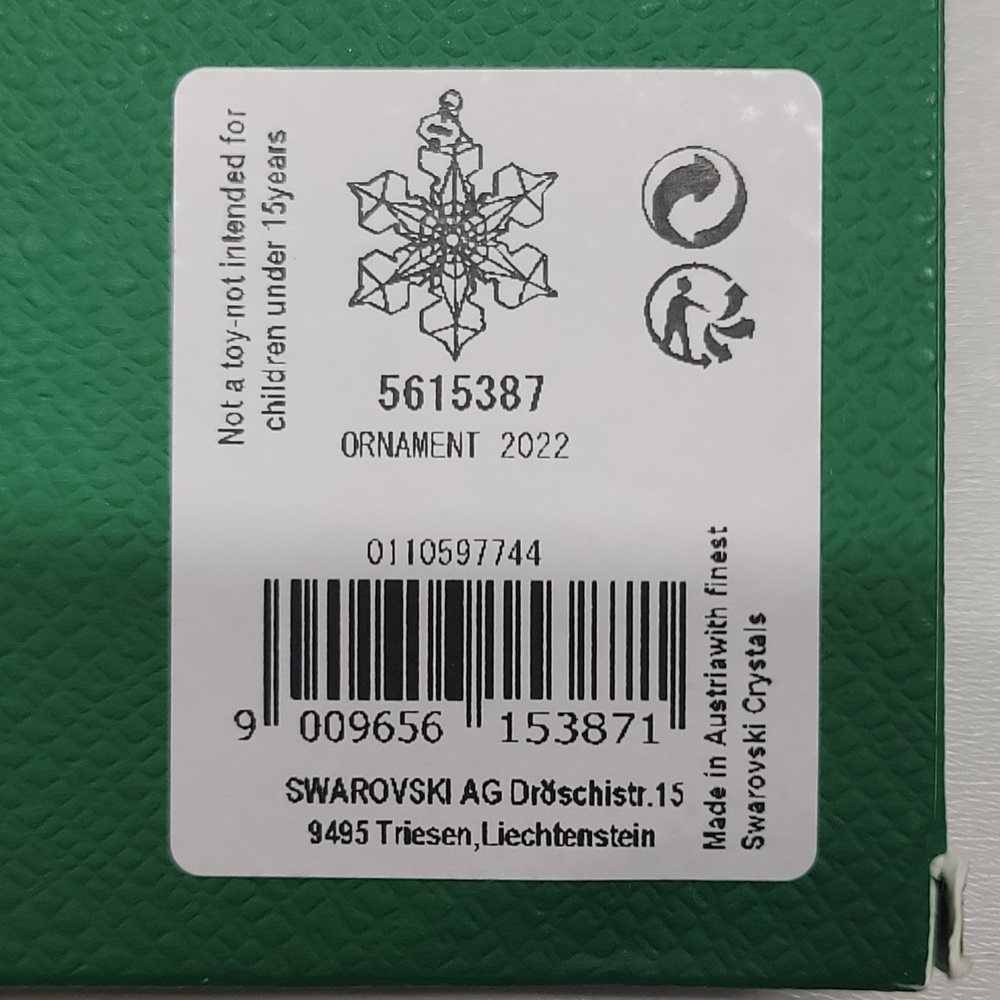 Not a toy-not intended for
children under 15years
5615387
ORNAMENT 2022
0110597744
9 009656 153871
SWAROVSKI AG Dröschistr.15
9495 Triesen,Liechtenstein
Made in Austriawith finest
Swarovski Crystals